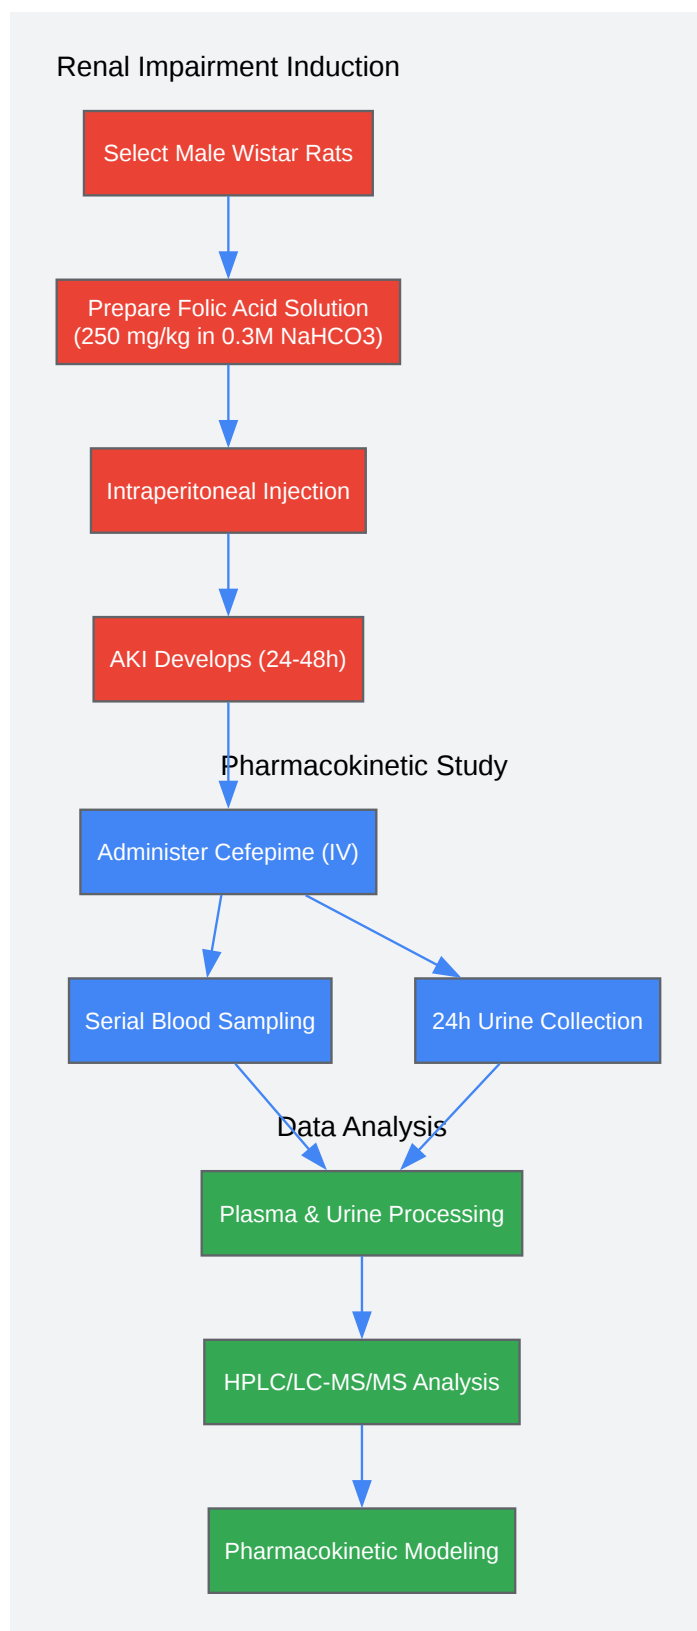 Renal Impairment Induction
Select Male Wistar Rats
Prepare Folic Acid Solution
(250 mg/kg in 0.3M NaHCO3)
Intraperitoneal Injection
AKI Develops (24-48h)
Pharmacokinetic Study
Administer Cefepime (IV)
Serial Blood Sampling
24h Urine Collection
Data Analysis
Plasma & Urine Processing
HPLC/LC-MS/MS Analysis
Pharmacokinetic Modeling